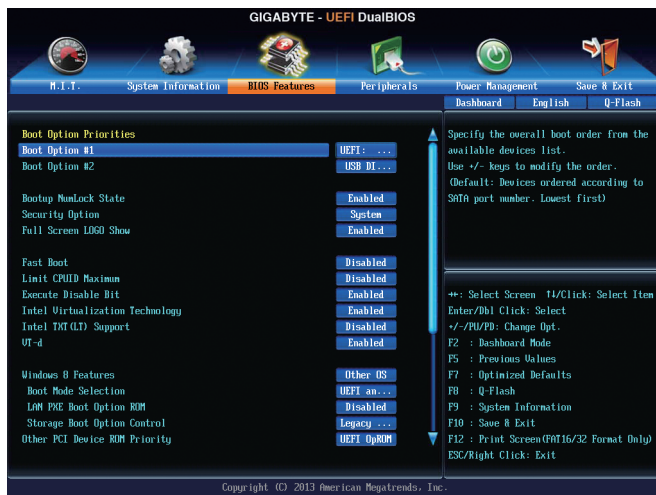 GIGABYTE - UEFI DualBIOS
M.I.T.
System Information
BIOS Features
Peripherals
Power Management
Save & Exit
Dashboard
English
Q-Flash
Boot Option Priorities
Boot Option #1 UEFI: ...
Boot Option #2 USB DI...
Bootup NumLock State Enabled
Security Option System
Full Screen LOGO Show Enabled
Fast Boot Disabled
Limit CPUID Maximum Disabled
Execute Disable Bit Enabled
Intel Virtualization Technology Enabled
Intel TXT(LT) Support Disabled
VT-d Enabled
Windows 8 Features Other OS
Boot Mode Selection UEFI an...
LAN PXE Boot Option ROM Disabled
Storage Boot Option Control Legacy ...
Other PCI Device ROM Priority UEFI OpROM
Specify the overall boot order from the
available devices list.
Use +/- keys to modify the order.
(Default: Devices ordered according to
SATA port number. Lowest first)
↔: Select Screen ↑↓/Click: Select Item
Enter/Dbl Click: Select
+/-/PU/PD: Change Opt.
F2 : Dashboard Mode
F5 : Previous Values
F7 : Optimized Defaults
F8 : Q-Flash
F9 : System Information
F10 : Save & Exit
F12 : Print Screen(FAT16/32 Format Only)
ESC/Right Click: Exit
Copyright (C) 2013 American Megatrends, Inc.